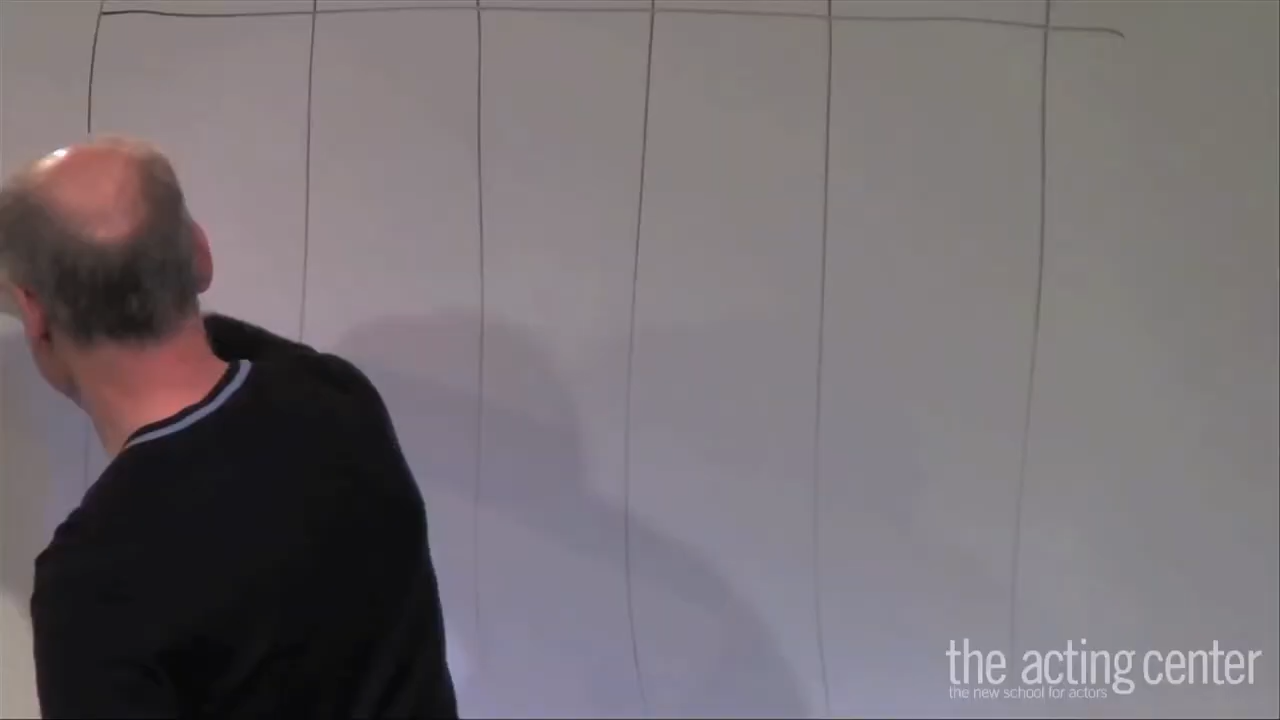 the acting center
the new school for actors